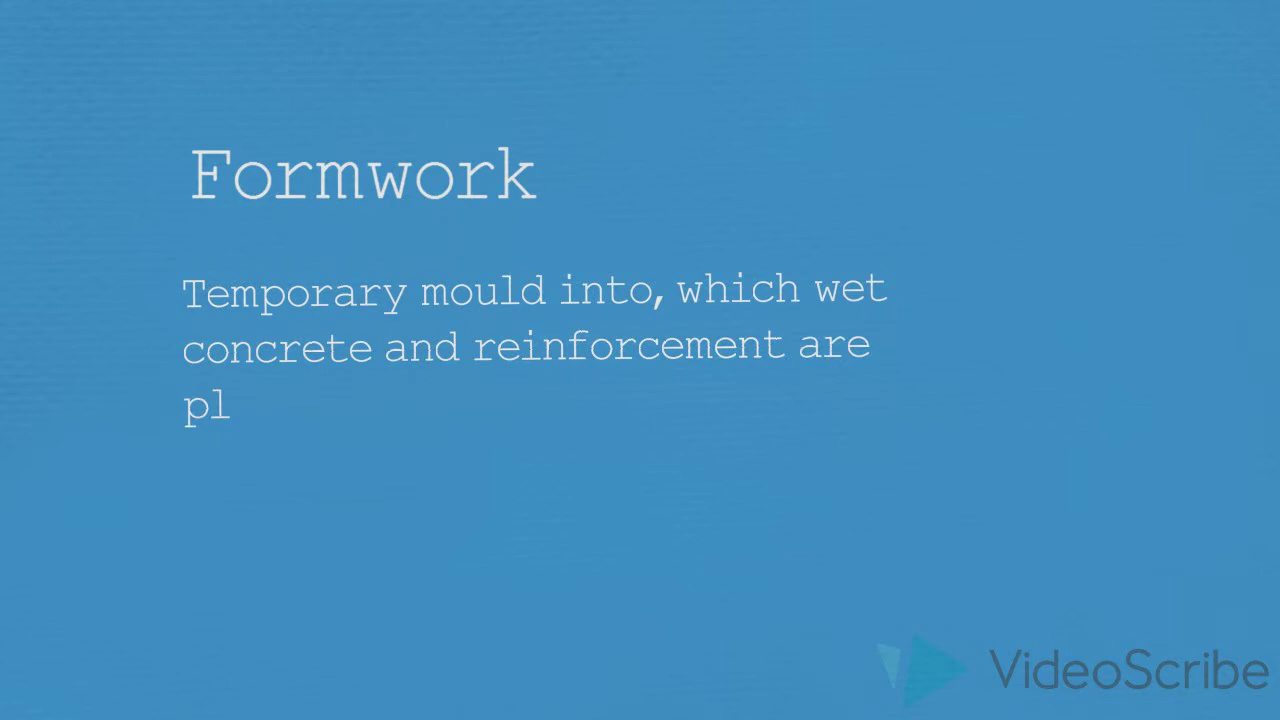 Formwork
Temporary mould into, which wet
concrete and reinforcement are
pl
VideoScribe